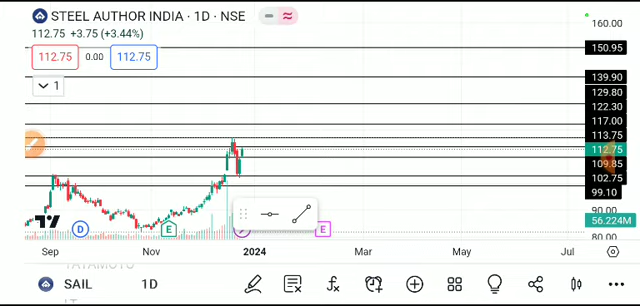 STEEL AUTHOR INDIA · 1D · NSE
112.75 +3.75 (+3.44%)
112.75 0.00 112.75
1
160.00
150.95
139.90
129.80
122.30
117.00
113.75
112.75
109.85
102.75
99.10
90.00
56.224M
80.00
D E E
Sep Nov 2024 Mar May Jul
TATAMOTO
SAIL 1D